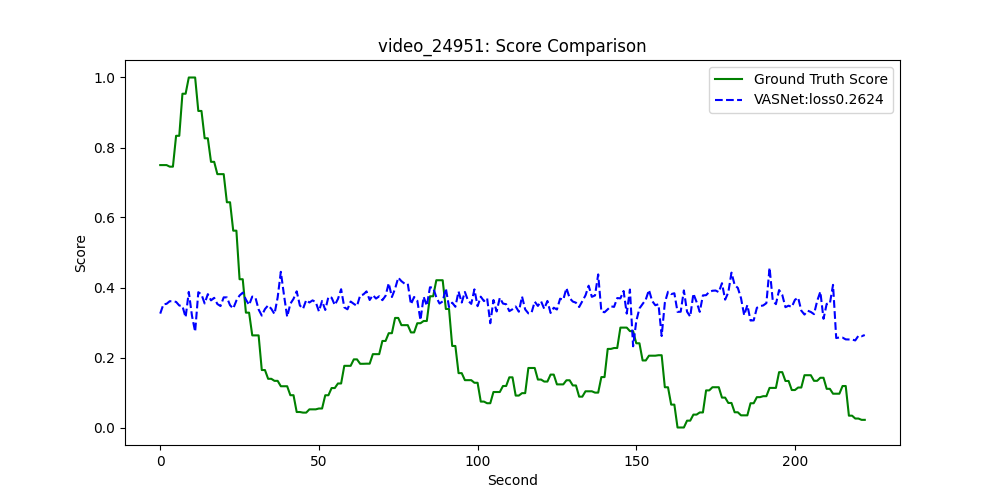 video_24951: Score Comparison
Ground Truth Score
VASNet:loss0.2624
Score
1.0
0.8
0.6
0.4
0.2
0.0
0 50 100 150 200
Second